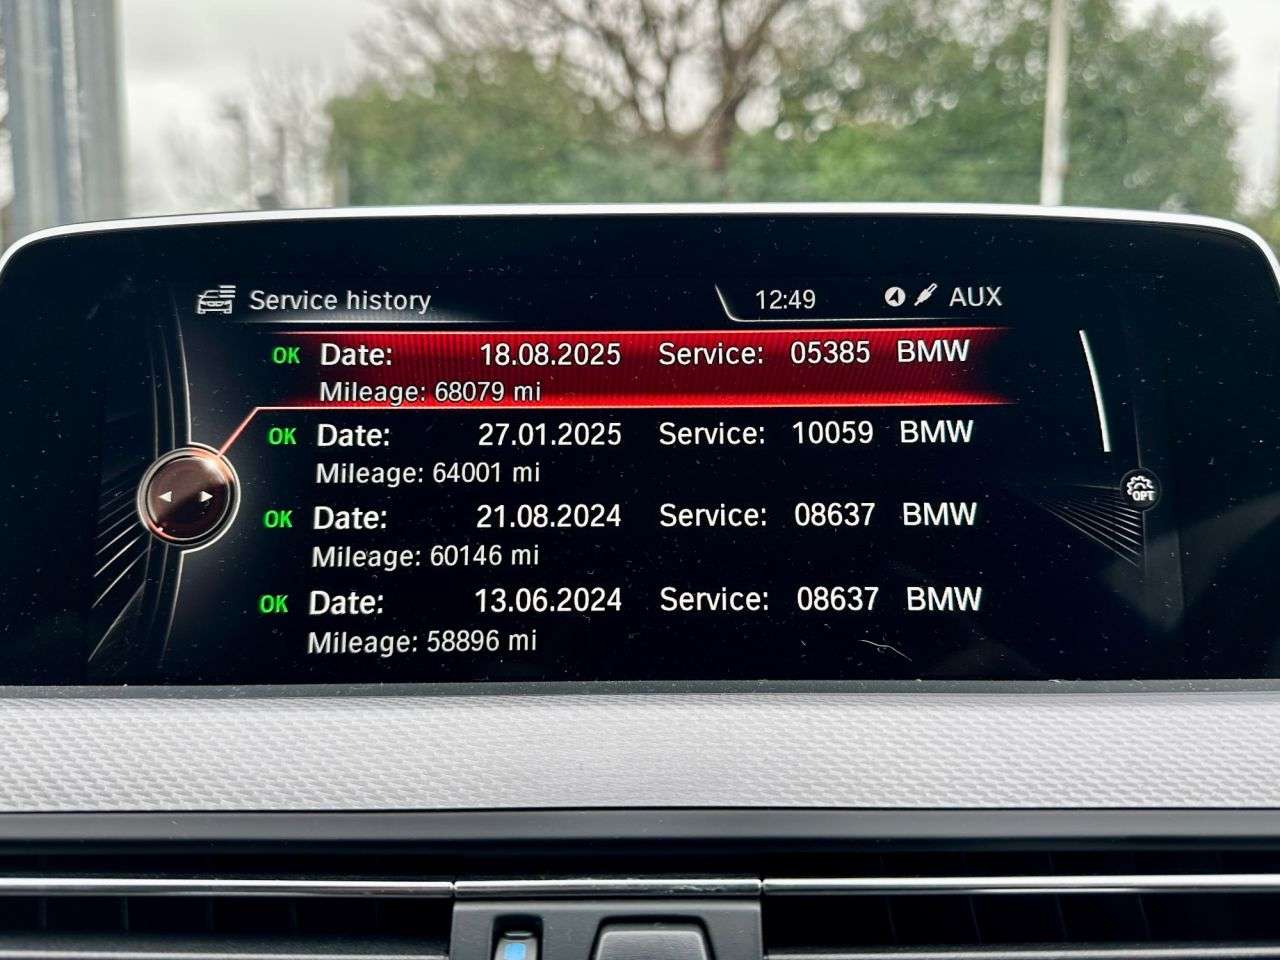 Service history 12:49 AUX
OK Date: 18.08.2025 Service: 05385 BMW
Mileage: 68079 mi
OK Date: 27.01.2025 Service: 10059 BMW
Mileage: 64001 mi
OK Date: 21.08.2024 Service: 08637 BMW
Mileage: 60146 mi
OPT
OK Date: 13.06.2024 Service: 08637 BMW
Mileage: 58896 mi